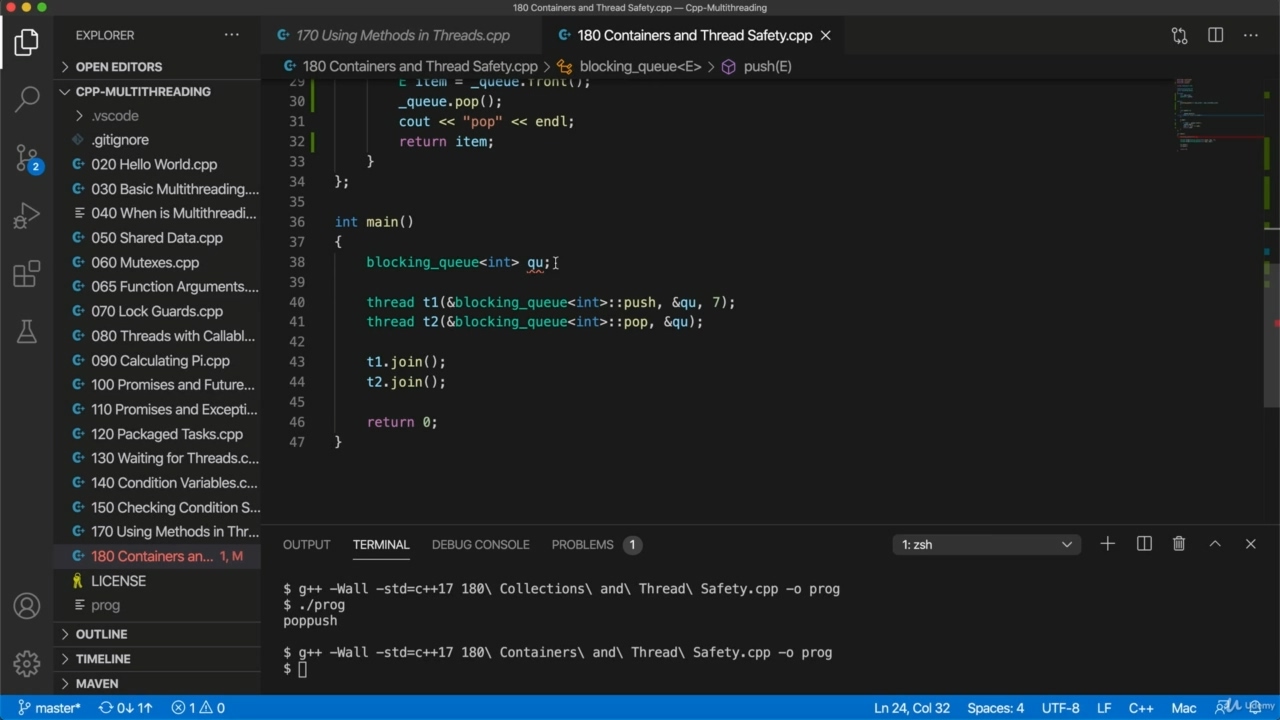 180 Containers and Thread Safety.cpp — Cpp-Multithreading
EXPLORER
170 Using Methods in Threads.cpp
180 Containers and Thread Safety.cpp
OPEN EDITORS
180 Containers and Thread Safety.cpp > blocking_queue<E> > push(E)
CPP-MULTITHREADING
.vscode
.gitignore
020 Hello World.cpp
030 Basic Multithreading....
040 When is Multithreadi...
050 Shared Data.cpp
060 Mutexes.cpp
065 Function Arguments....
070 Lock Guards.cpp
080 Threads with Callabl...
090 Calculating Pi.cpp
100 Promises and Future...
110 Promises and Excepti...
120 Packaged Tasks.cpp
130 Waiting for Threads.c...
140 Condition Variables.c...
150 Checking Condition S...
170 Using Methods in Thr...
180 Containers an... 1, M
LICENSE
prog
OUTLINE
TIMELINE
MAVEN
2
29 E item = _queue.front();
30 _queue.pop();
31 cout << "pop" << endl;
32 return item;
33 }
34 };
35
36 int main()
37 {
38 blocking_queue<int> qu;
39
40 thread t1(&blocking_queue<int>::push, &qu, 7);
41 thread t2(&blocking_queue<int>::pop, &qu);
42
43 t1.join();
44 t2.join();
45
46 return 0;
47 }
OUTPUT TERMINAL DEBUG CONSOLE PROBLEMS 1 1: zsh
$ g++ -Wall -std=c++17 180\ Collections\ and\ Thread\ Safety.cpp -o prog
$ ./prog
poppush
$ g++ -Wall -std=c++17 180\ Containers\ and\ Thread\ Safety.cpp -o prog
$
master* 0↓ 1↑ 1 0 Ln 24, Col 32 Spaces: 4 UTF-8 LF C++ Mac
Udemy